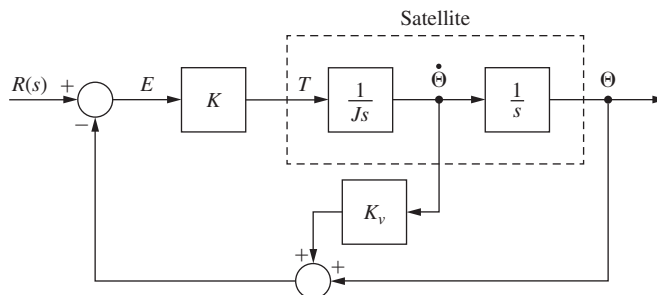 Satellite
R(s) + − E K T 1/Js Θ̇ 1/s Θ
K_v
+ +